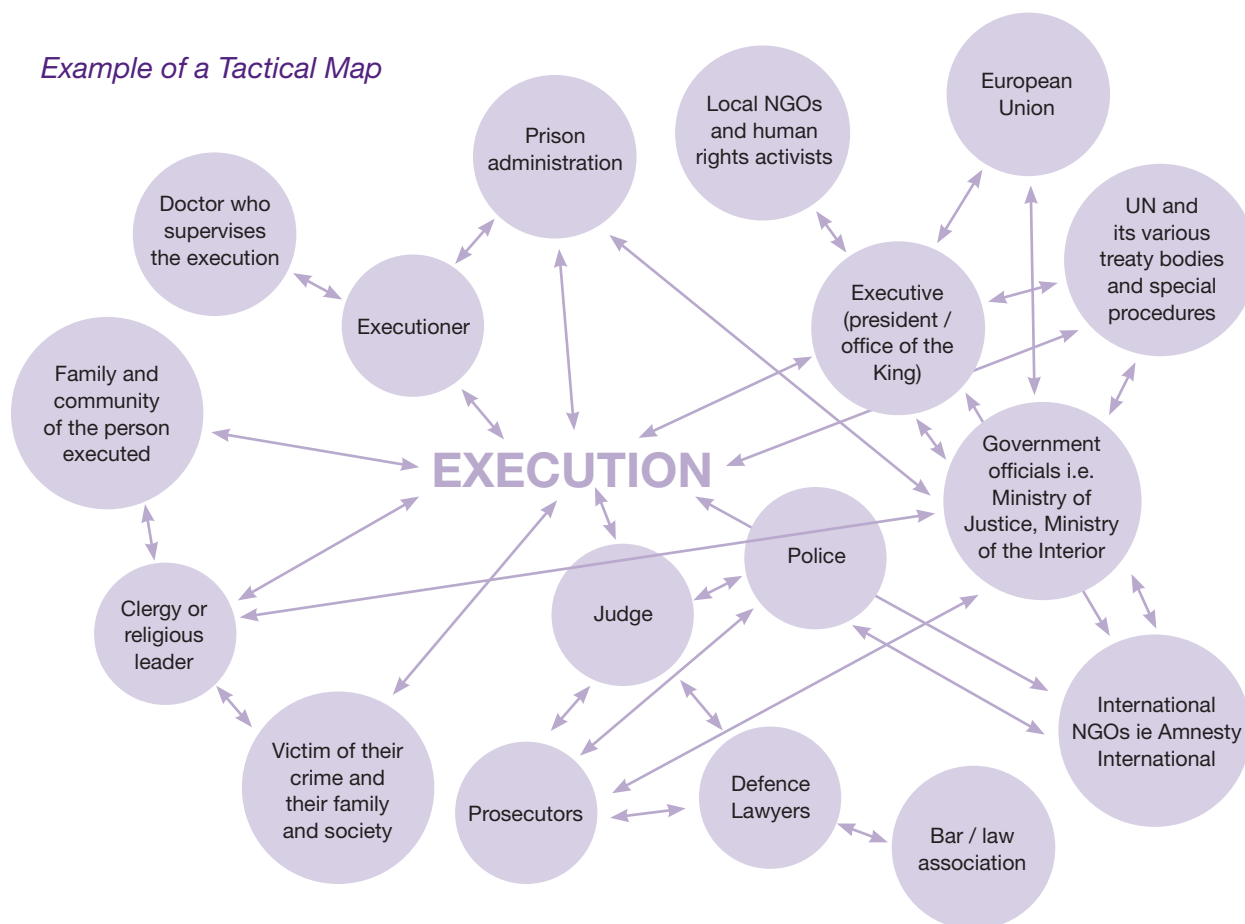 Example of a Tactical Map
Prison
administration
Local NGOs
and human
rights activists
European
Union
Doctor who
supervises
the execution
Executioner
Executive
(president /
office of the
King)
UN and
its various
treaty bodies
and special
procedures
Family and
community
of the person
executed
EXECUTION
Government
officials i.e.
Ministry of
Justice, Ministry
of the Interior
Police
Judge
Clergy or
religious
leader
International
NGOs ie Amnesty
International
Victim of their
crime and
their family
and society
Prosecutors
Defence
Lawyers
Bar / law
association